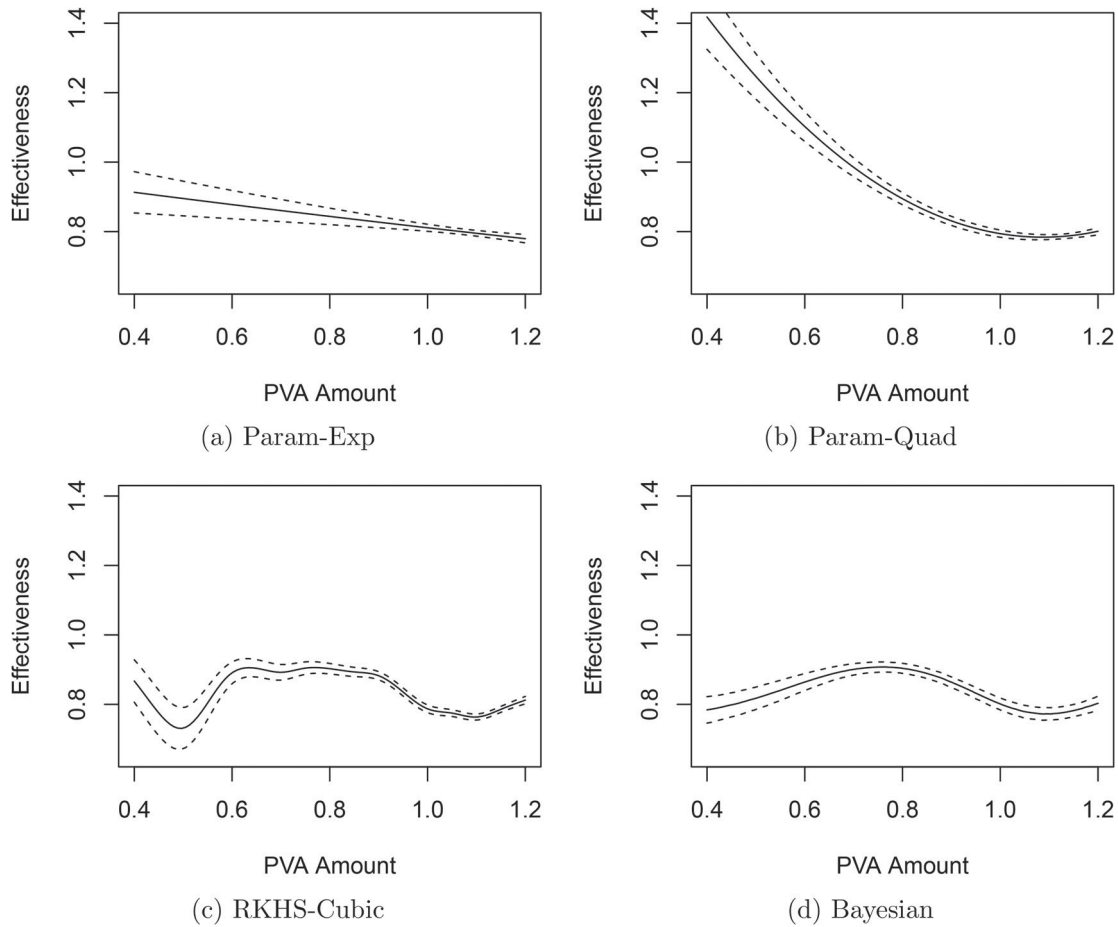 Effectiveness
0.8 1.0 1.2 1.4
0.4 0.6 0.8 1.0 1.2
PVA Amount
(a) Param-Exp
Effectiveness
0.8 1.0 1.2 1.4
0.4 0.6 0.8 1.0 1.2
PVA Amount
(b) Param-Quad
Effectiveness
0.8 1.0 1.2 1.4
0.4 0.6 0.8 1.0 1.2
PVA Amount
(c) RKHS-Cubic
Effectiveness
0.8 1.0 1.2 1.4
0.4 0.6 0.8 1.0 1.2
PVA Amount
(d) Bayesian